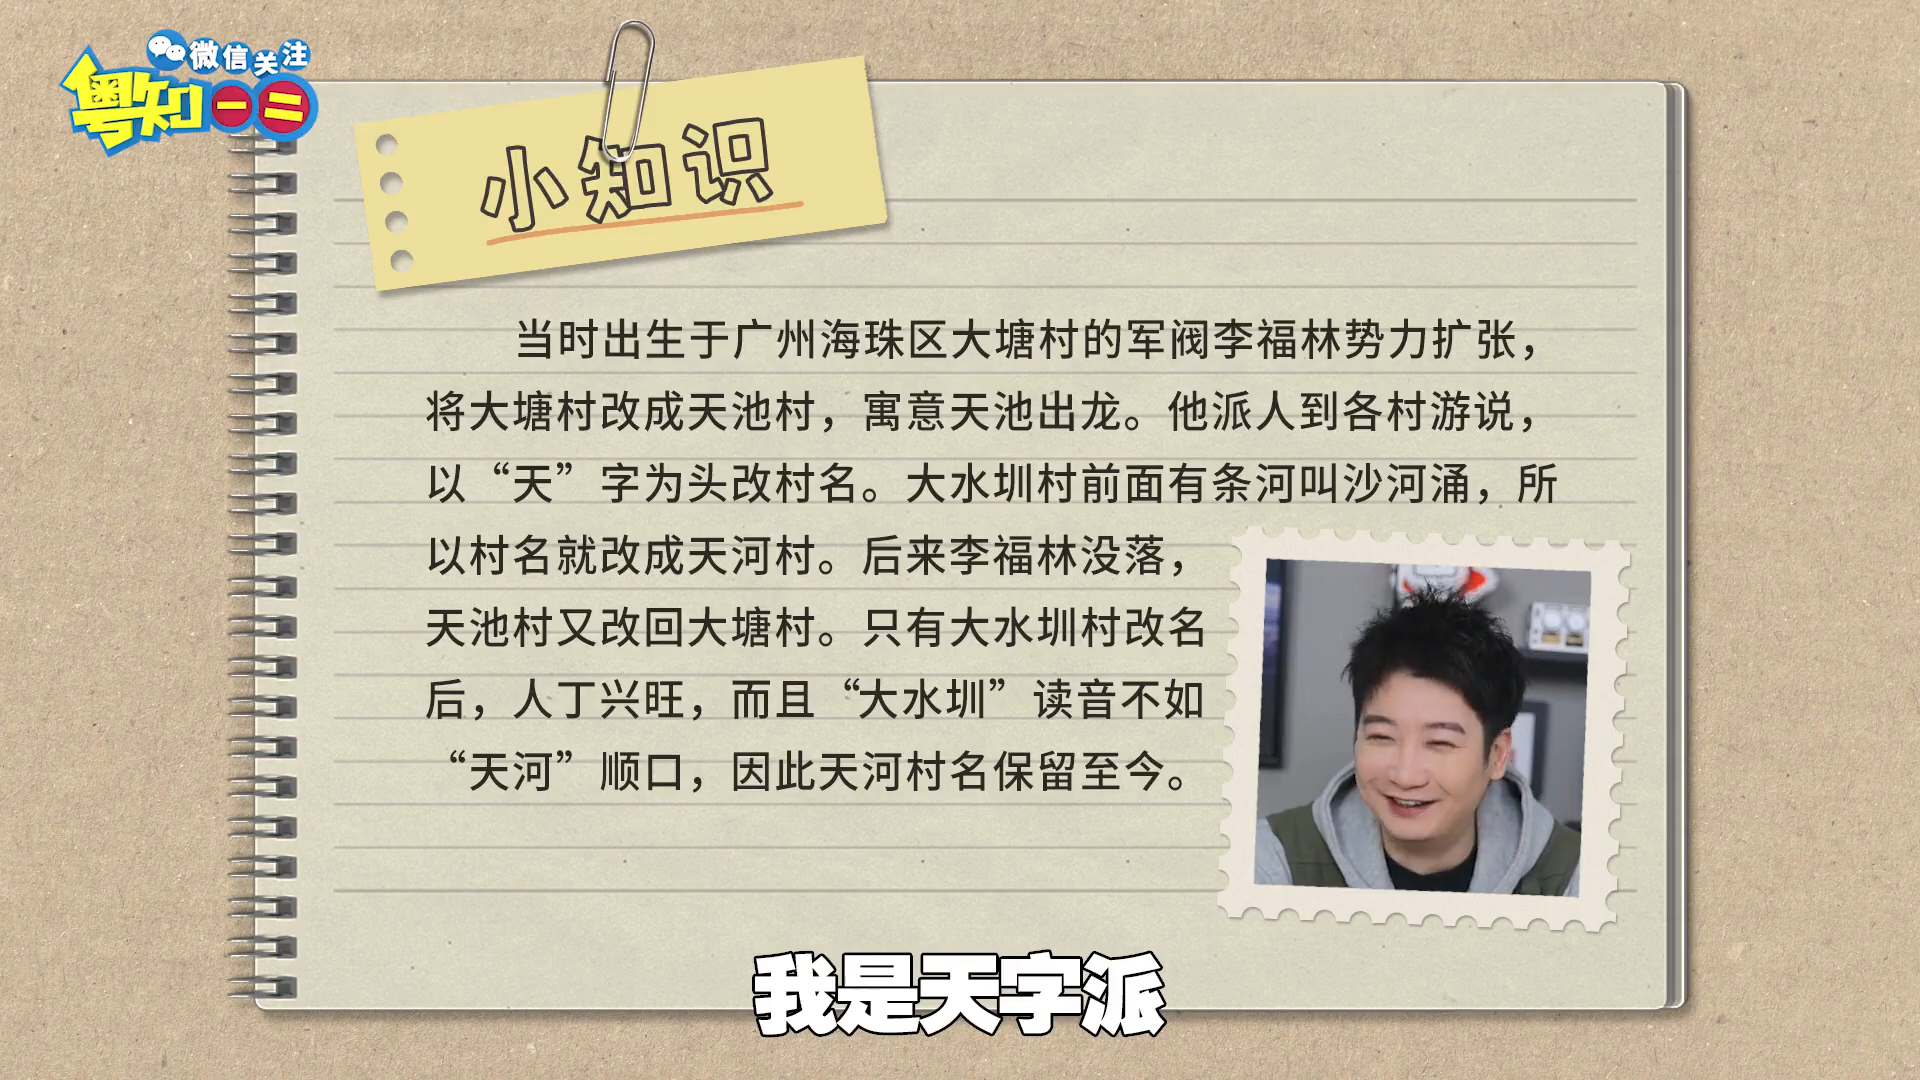 微信关注
粤知一二
小知识
当时出生于广州海珠区大塘村的军阀李福林势力扩张，
将大塘村改成天池村，寓意天池出龙。他派人到各村游说，
以“天”字为头改村名。大水圳村前面有条河叫沙河涌，所
以村名就改成天河村。后来李福林没落，
天池村又改回大塘村。只有大水圳村改名
后，人丁兴旺，而且“大水圳”读音不如
“天河”顺口，因此天河村名保留至今。
我是天字派